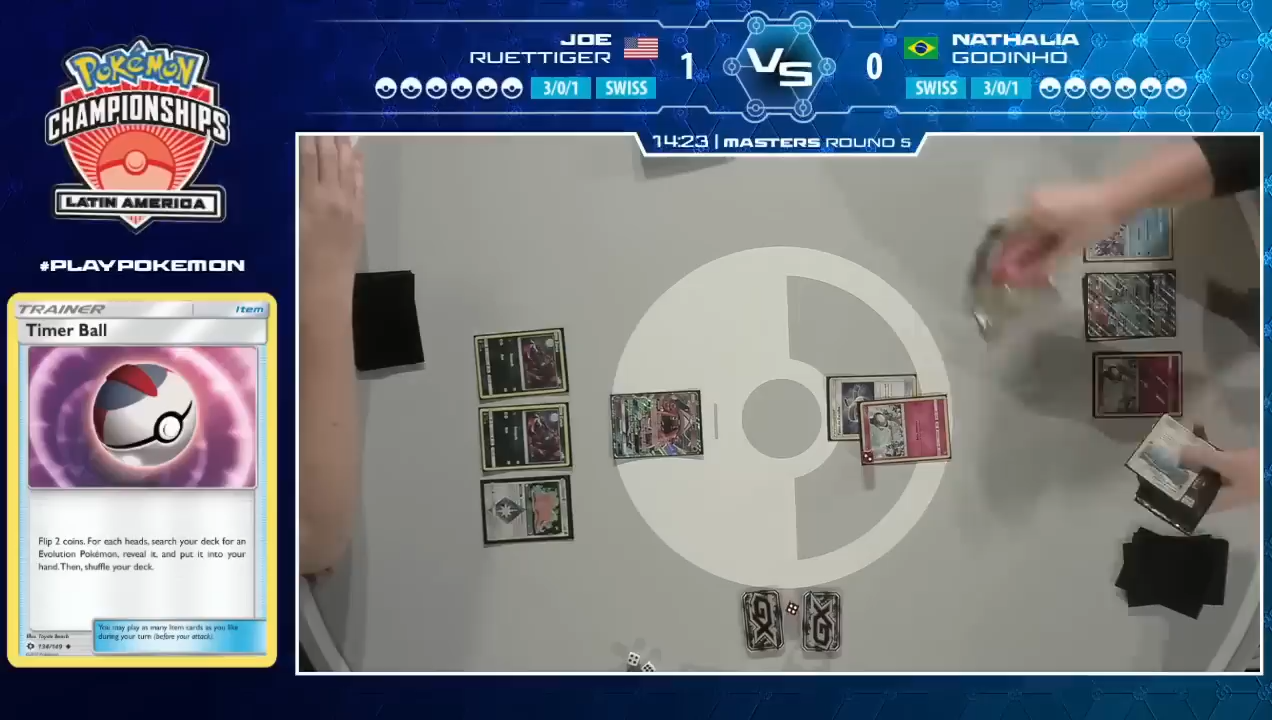 Pokémon
CHAMPIONSHIPS
LATIN AMERICA
#PLAYPOKEMON
JOE
RUETTIGER
1
VS
0
NATHALIA
GODINHO
3/0/1
SWISS
SWISS
3/0/1
14:23 | MASTERS ROUND 5
TRAINER
Item
Timer Ball
Flip 2 coins. For each heads, search your deck for an
Evolution Pokémon, reveal it, and put it into your
hand. Then, shuffle your deck.
You may play as many Item cards as you like
during your turn (before your attack).
134/149
GX
GX